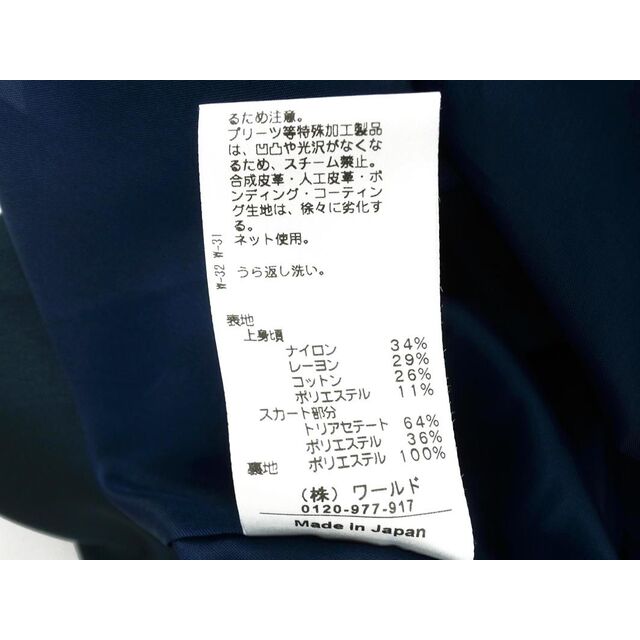 るため注意。
プリーツ等特殊加工製品
は、凹凸や光沢がなくな
るため、スチーム禁止。
合成皮革・人工皮革・ボ
ンディング・コーティン
グ生地は、徐々に劣化す
る。
ネット使用。
うら返し洗い。
W-32 W-31
表地
上身頃
ナイロン 34%
レーヨン 29%
コットン 26%
ポリエステル 11%
スカート部分
トリアセテート 64%
ポリエステル 36%
裏地 ポリエステル 100%
(株) ワールド
0120-977-917
Made in Japan